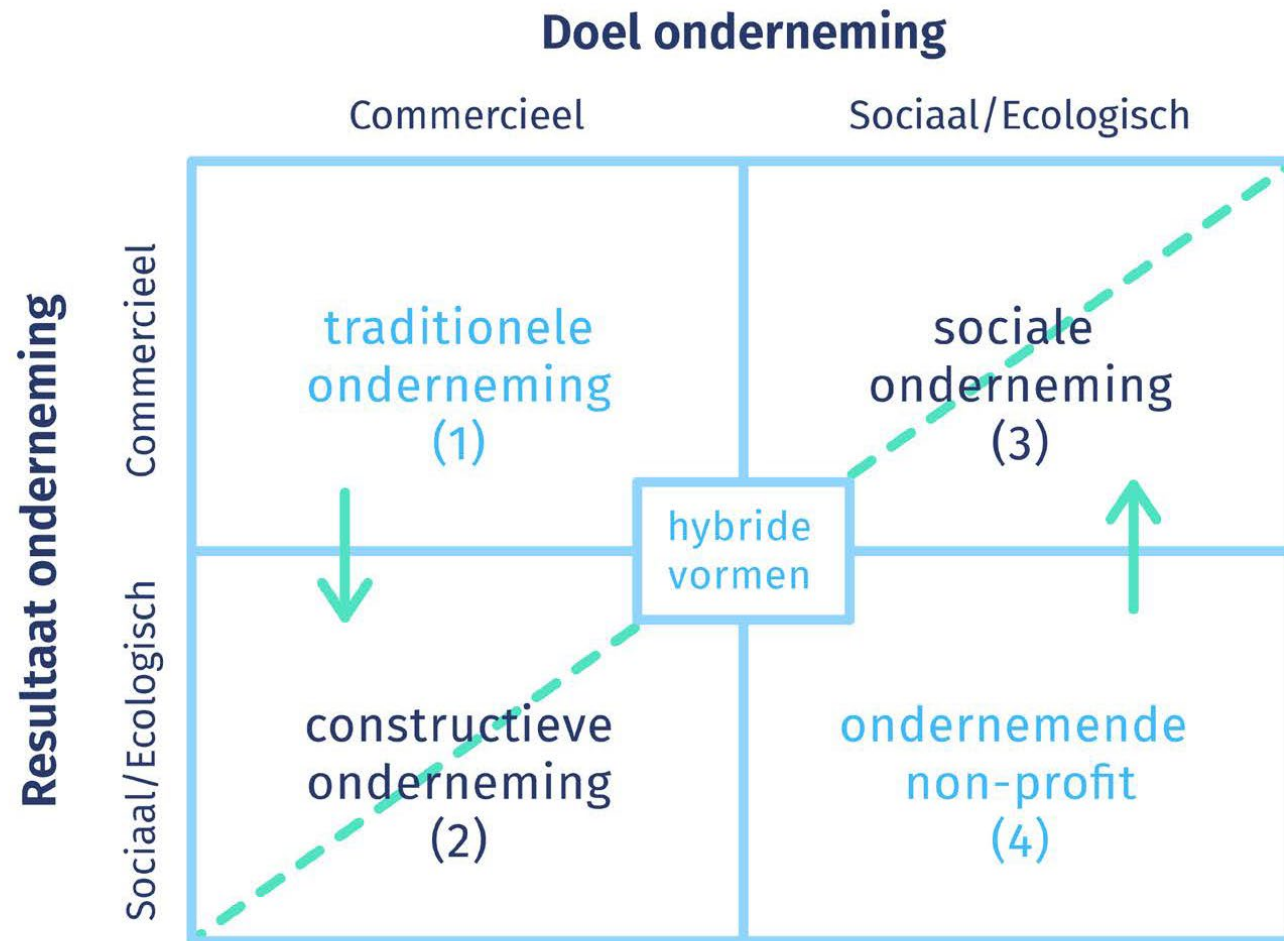 Doel onderneming
Commercieel
Sociaal/Ecologisch
Resultaat onderneming
Commercieel
traditionele
onderneming
(1)
sociale
onderneming
(3)
hybride
vormen
Sociaal/Ecologisch
constructieve
onderneming
(2)
ondernemende
non-profit
(4)